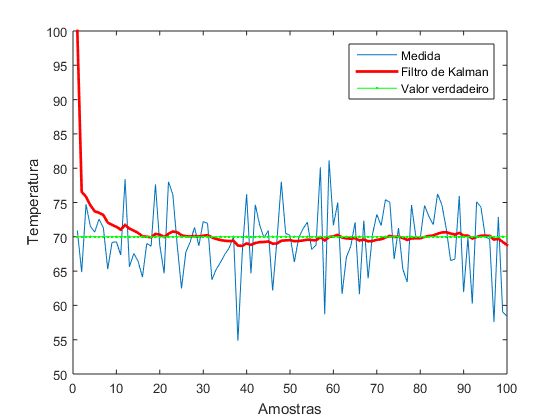 100
95
90
85
80
75
70
65
60
55
50
Temperatura
Medida
Filtro de Kalman
Valor verdadeiro
0 10 20 30 40 50 60 70 80 90 100
Amostras